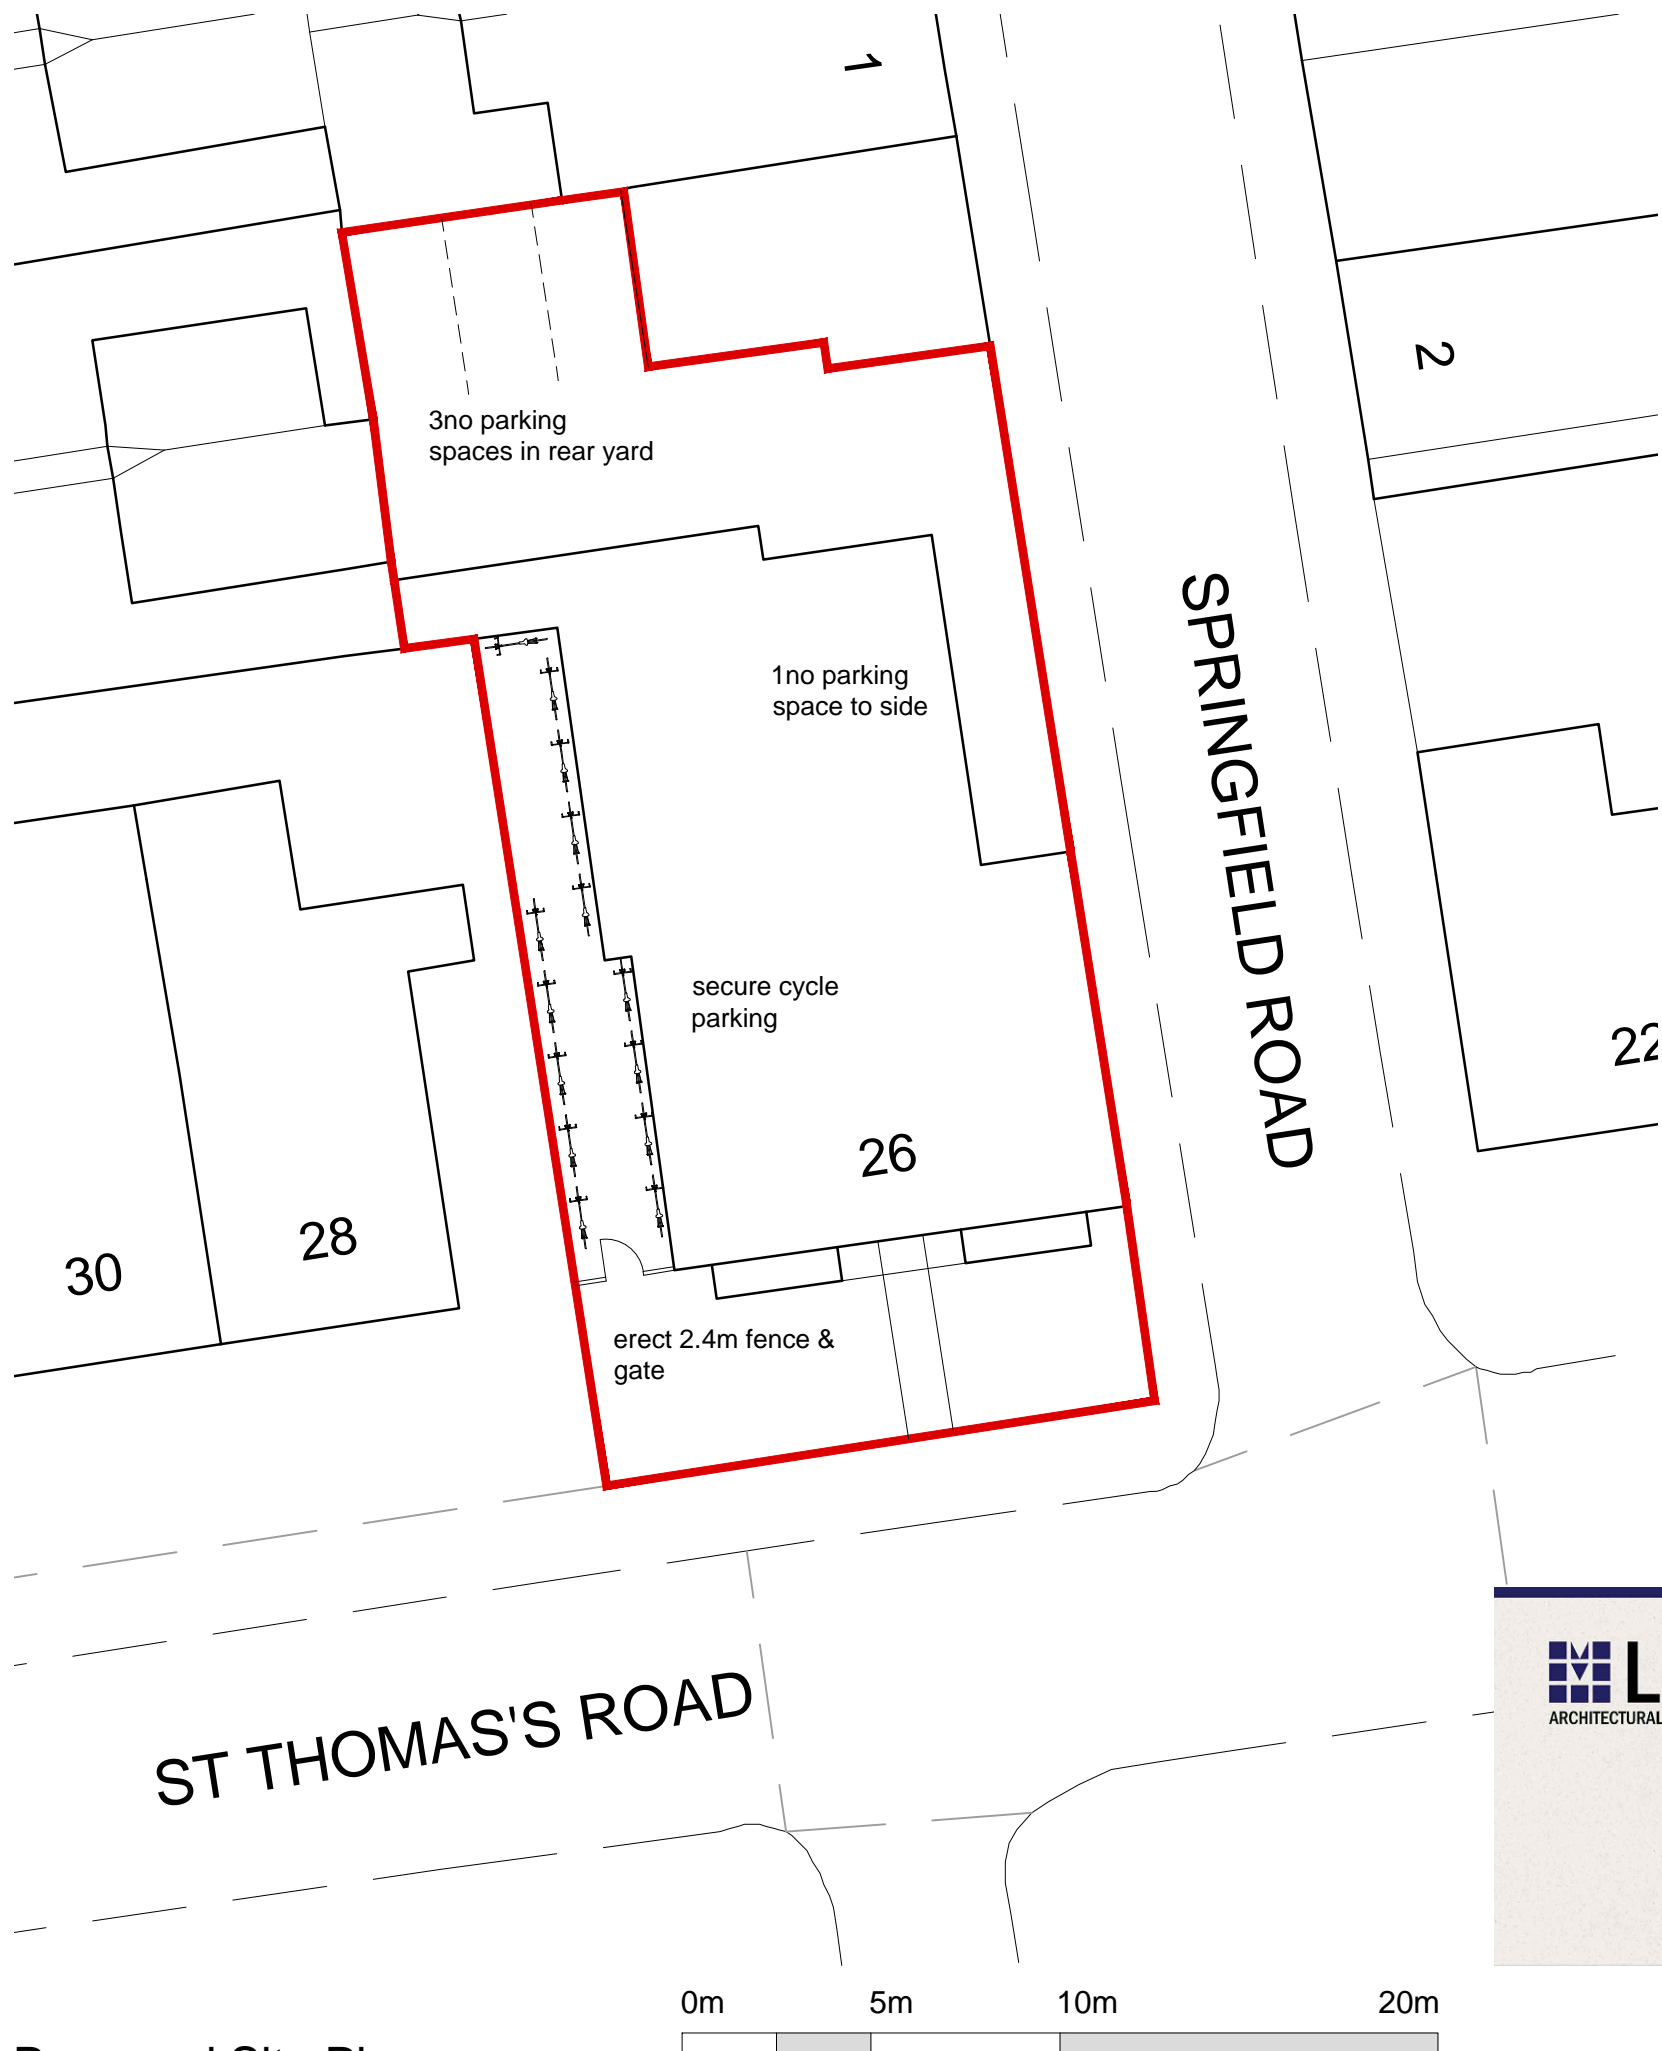 1
2
3no parking
spaces in rear yard
1no parking
space to side
SPRINGFIELD ROAD
secure cycle
parking
22
26
28
30
erect 2.4m fence &
gate
ST THOMAS'S ROAD
L
ARCHITECTURAL
0m 5m 10m 20m